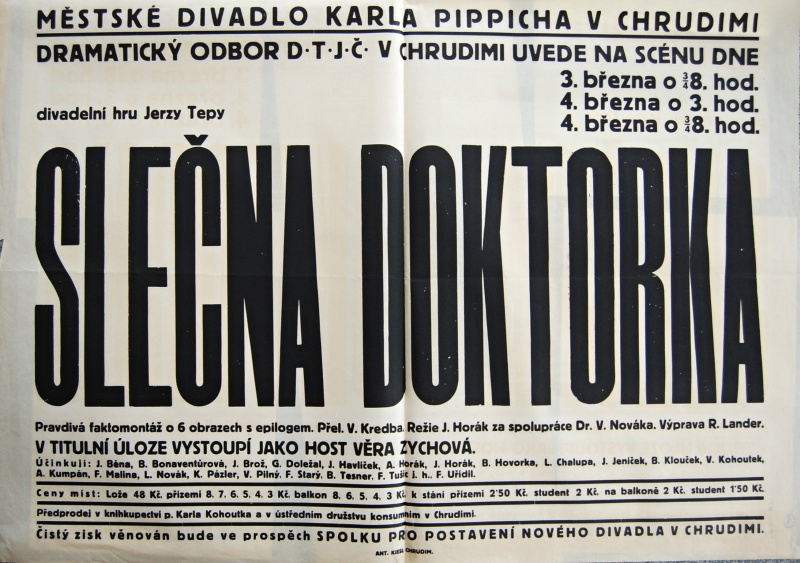 MĚSTSKÉ DIVADLO KARLA PIPPICHA V CHRUDIMI
DRAMATICKÝ ODBOR D·T·J·Č· V CHRUDIMI UVEDE NA SCÉNU DNE
3. března o ¾8. hod.
4. března o 3. hod.
4. března o ¾8. hod.
divadelní hru Jerzy Tepy
SLEČNA DOKTORKA
Pravdivá faktomontáž o 6 obrazech s epilogem. Přel. V. Kredba. Režie J. Horák za spolupráce Dr. V. Nováka. Výprava R. Lander.
V TITULNÍ ÚLOZE VYSTOUPÍ JAKO HOST VĚRA ZYCHOVÁ.
Účinkují: J. Běna, B. Bonaventúrová, J. Brož, G. Doležal, J. Havlíček, A. Horák, J. Horák, B. Hovorka, L. Chalupa, J. Jeníček, B. Klouček, V. Kohoutek,
A. Kumpán, F. Malina, L. Novák, K. Pázler, V. Pilný, F. Starý, B. Tesner, F. j. h., F. Uřidil.
Ceny míst: Lože 48 Kč, přízemí 8, 7, 6, 5, 4, 3 Kč, balkon 8, 6, 5, 4, 3 Kč, k stání přízemí 2'50 Kč, student 2 Kč, na balkoně 2 Kč, student 1'50 Kč.
Předprodej v knihkupectví p. Karla Kohoutka a v ústředním družstvu konsumním v Chrudimi.
Čistý zisk věnován bude ve prospěch SPOLKU PRO POSTAVENÍ NOVÉHO DIVADLA V CHRUDIMI.
ANT. CHRUDIM.